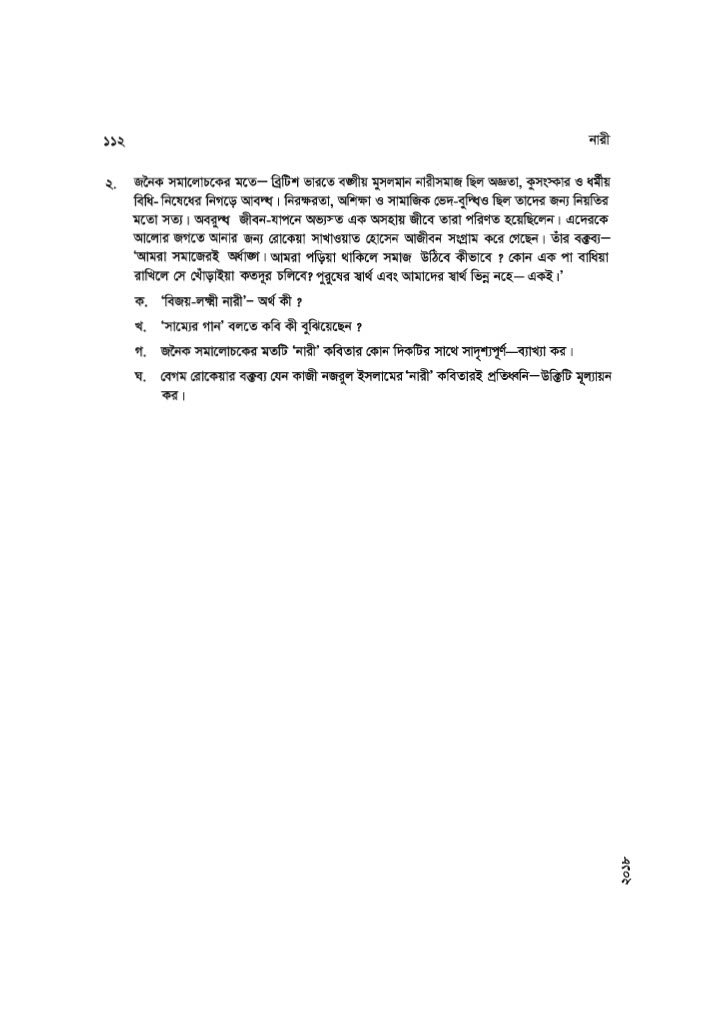 ১১২ নারী
২. জনৈক সমালোচকের মতে— ব্রিটিশ ভারতে বঙ্গীয় মুসলমান নারীসমাজ ছিল অজ্ঞতা, কুসংস্কার ও ধর্মীয়
বিধি- নিষেধের নিগড়ে আবদ্ধ। নিরক্ষরতা, অশিক্ষা ও সামাজিক ভেদ-বুদ্ধিও ছিল তাদের জন্য নিয়তির
মতো সত্য। অবরুদ্ধ জীবন-যাপনে অভ্যস্ত এক অসহায় জীবে তারা পরিণত হয়েছিলেন। এদেরকে
আলোর জগতে আনার জন্য রোকেয়া সাখাওয়াত হোসেন আজীবন সংগ্রাম করে গেছেন। তাঁর বক্তব্য—
‘আমরা সমাজেরই অর্ধাঙ্গ। আমরা পড়িয়া থাকিলে সমাজ উঠিবে কীভাবে ? কোন এক পা বাধিয়া
রাখিলে সে খোঁড়াইয়া কতদূর চলিবে? পুরুষের স্বার্থ এবং আমাদের স্বার্থ ভিন্ন নহে— একই।’
ক. ‘বিজয়-লক্ষ্মী নারী’– অর্থ কী ?
খ. ‘সাম্যের গান’ বলতে কবি কী বুঝিয়েছেন ?
গ. জনৈক সমালোচকের মতটি ‘নারী’ কবিতার কোন দিকটির সাথে সাদৃশ্যপূর্ণ—ব্যাখ্যা কর।
ঘ. বেগম রোকেয়ার বক্তব্য যেন কাজী নজরুল ইসলামের ‘নারী’ কবিতারই প্রতিধ্বনি—উক্তিটি মূল্যায়ন
কর।
২০১৮